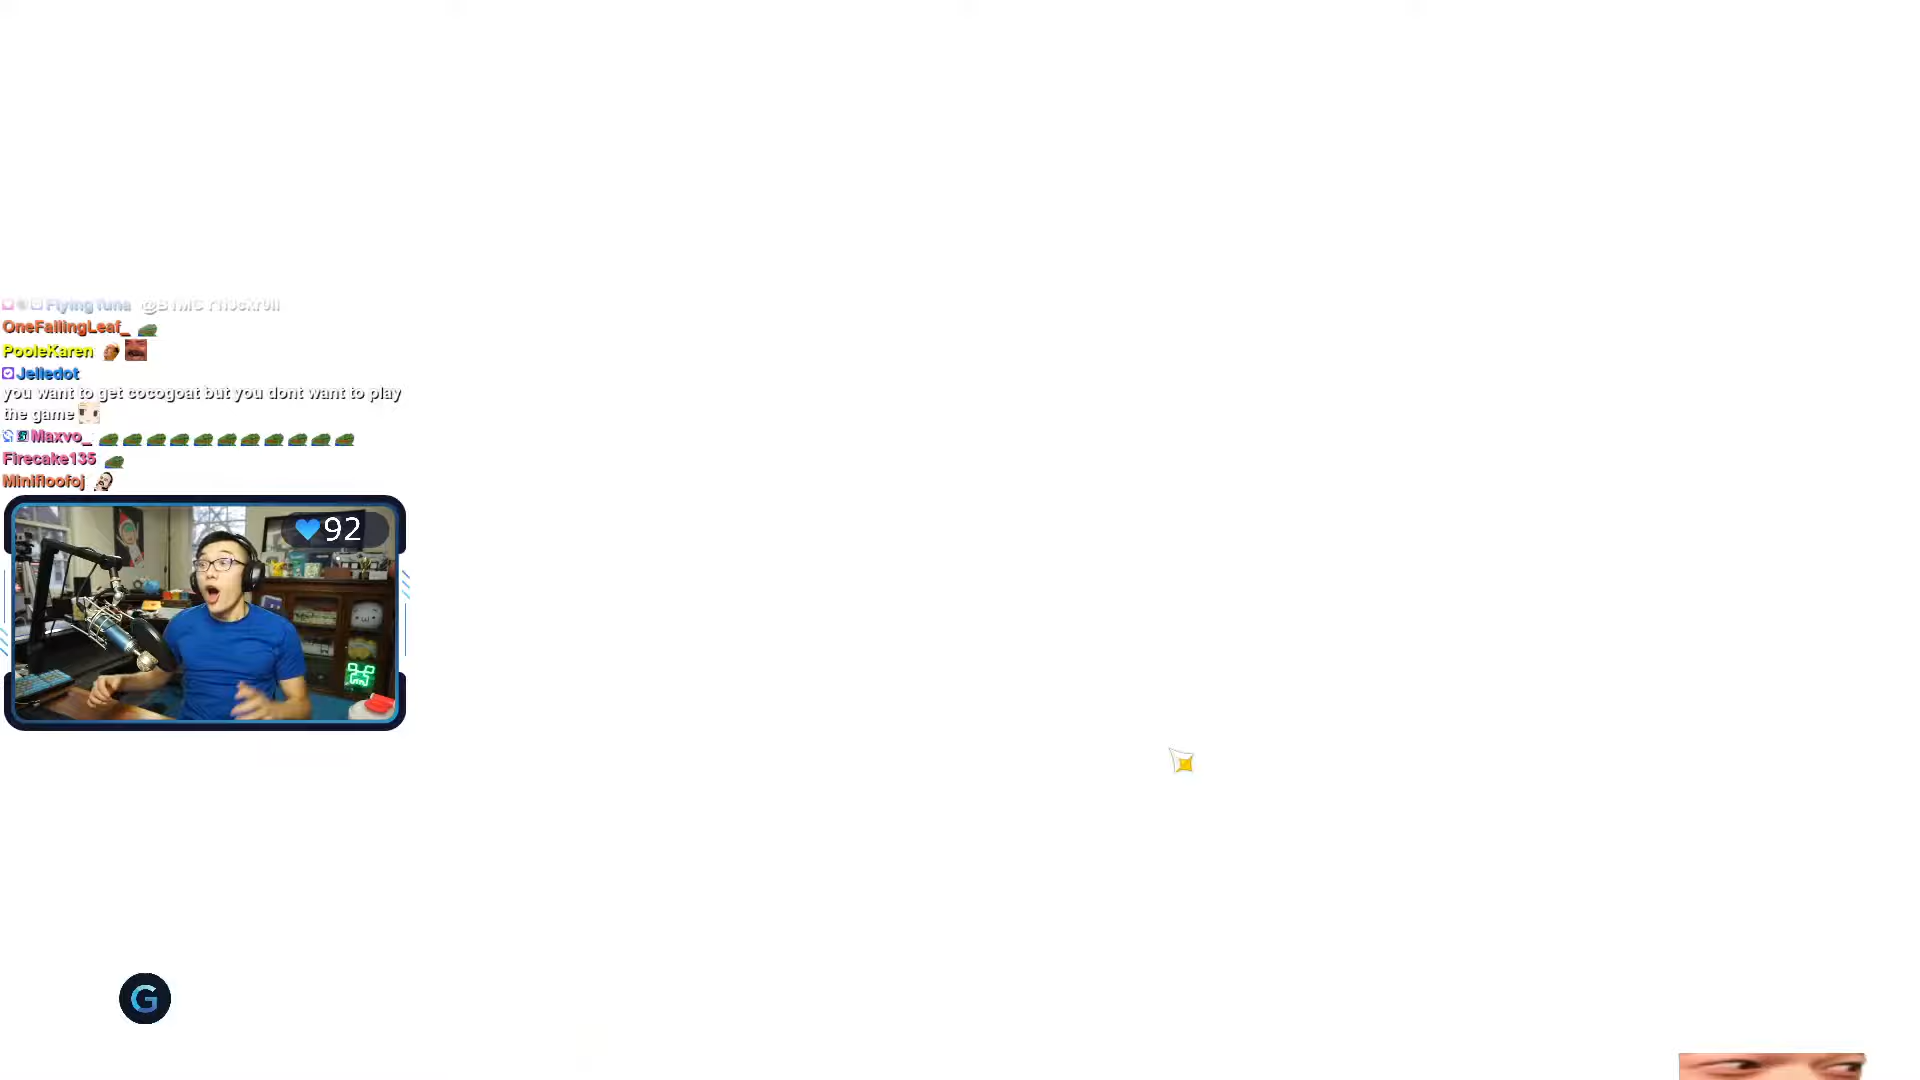 OneFallingLeaf_
PooleKaren
Jelledot
you want to get cocogoat but you dont want to play
the game
Maxvo_
Firecake135
Minifloofoj
92
G